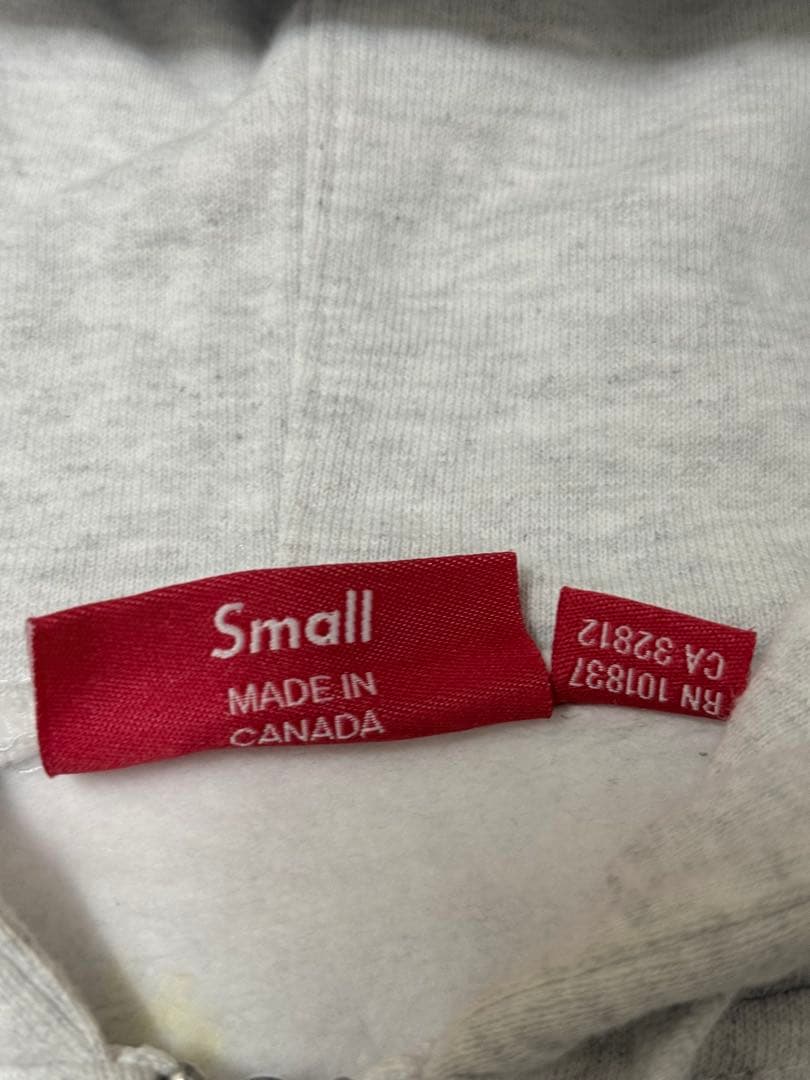 Small
MADE IN
CANADA
RN 101837
CA 32812